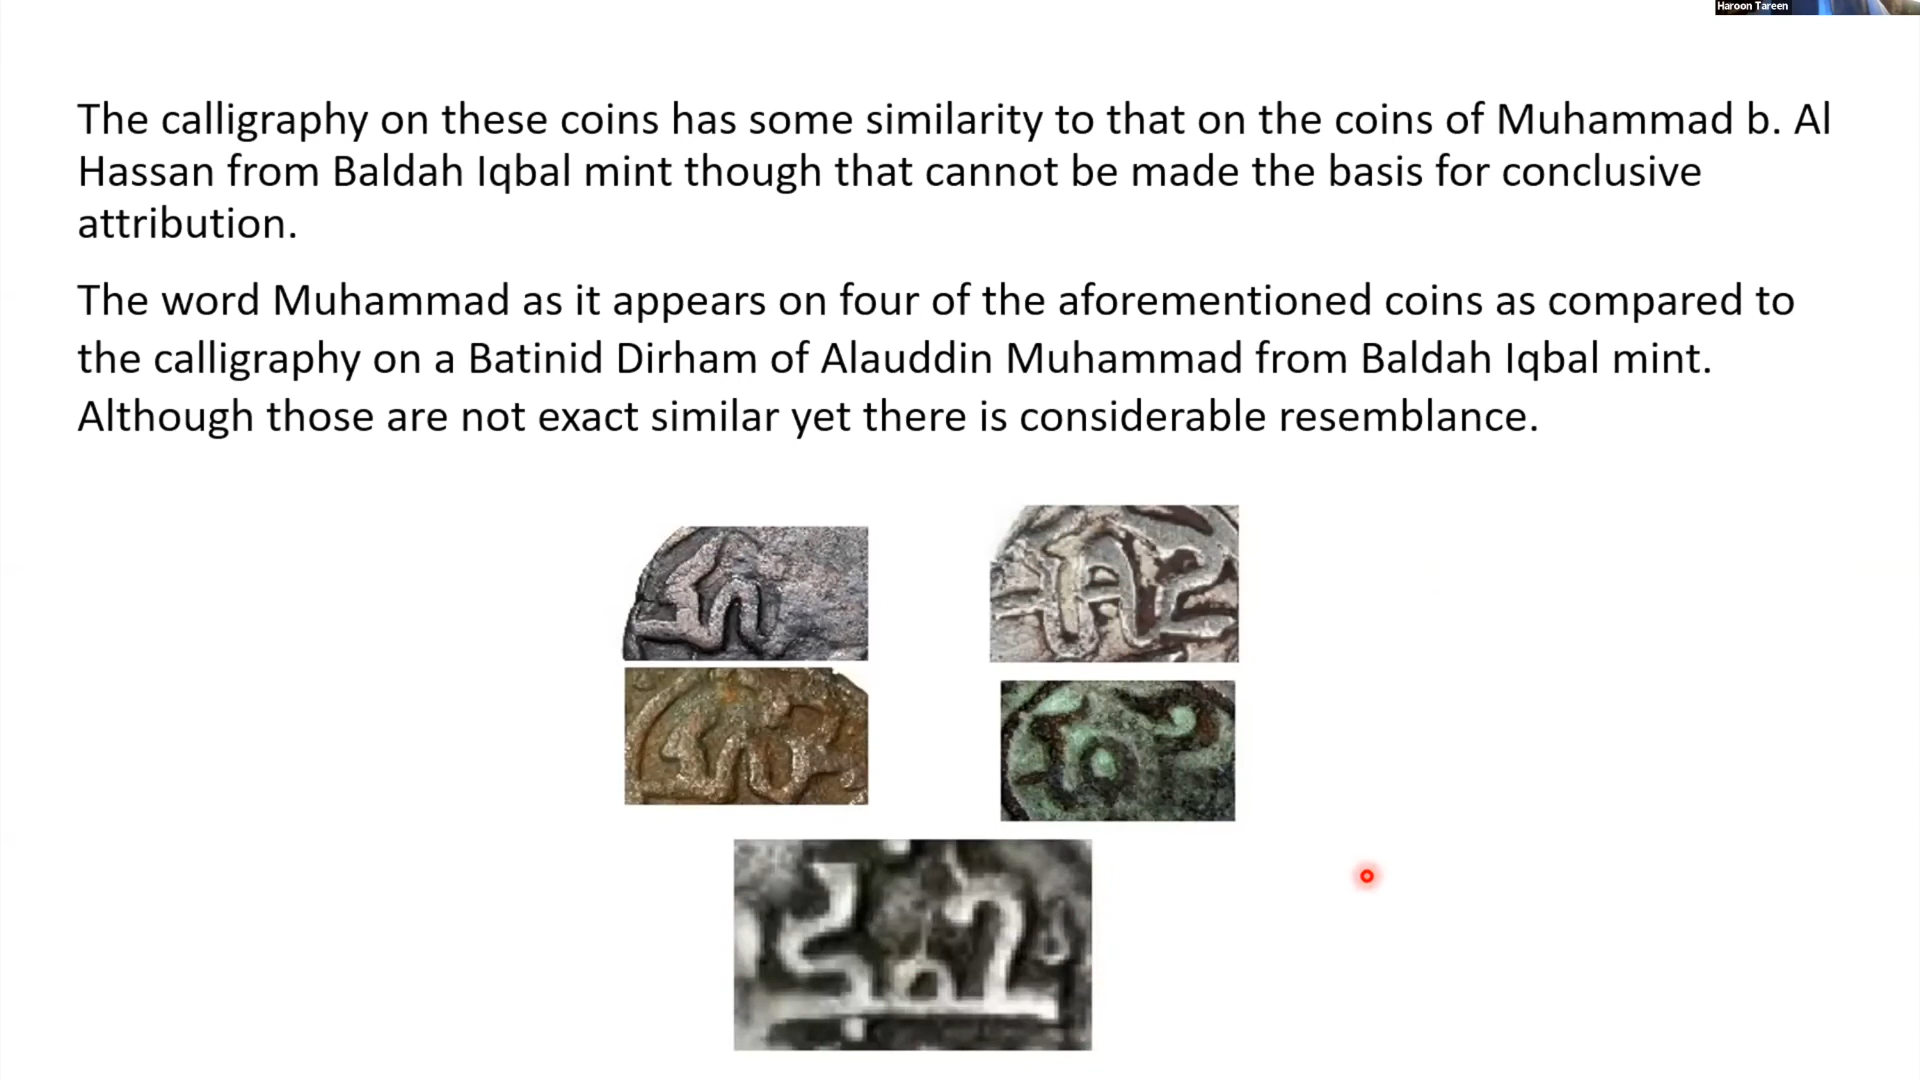 Haroon Tareen
The calligraphy on these coins has some similarity to that on the coins of Muhammad b. Al
Hassan from Baldah Iqbal mint though that cannot be made the basis for conclusive
attribution.
The word Muhammad as it appears on four of the aforementioned coins as compared to
the calligraphy on a Batinid Dirham of Alauddin Muhammad from Baldah Iqbal mint.
Although those are not exact similar yet there is considerable resemblance.